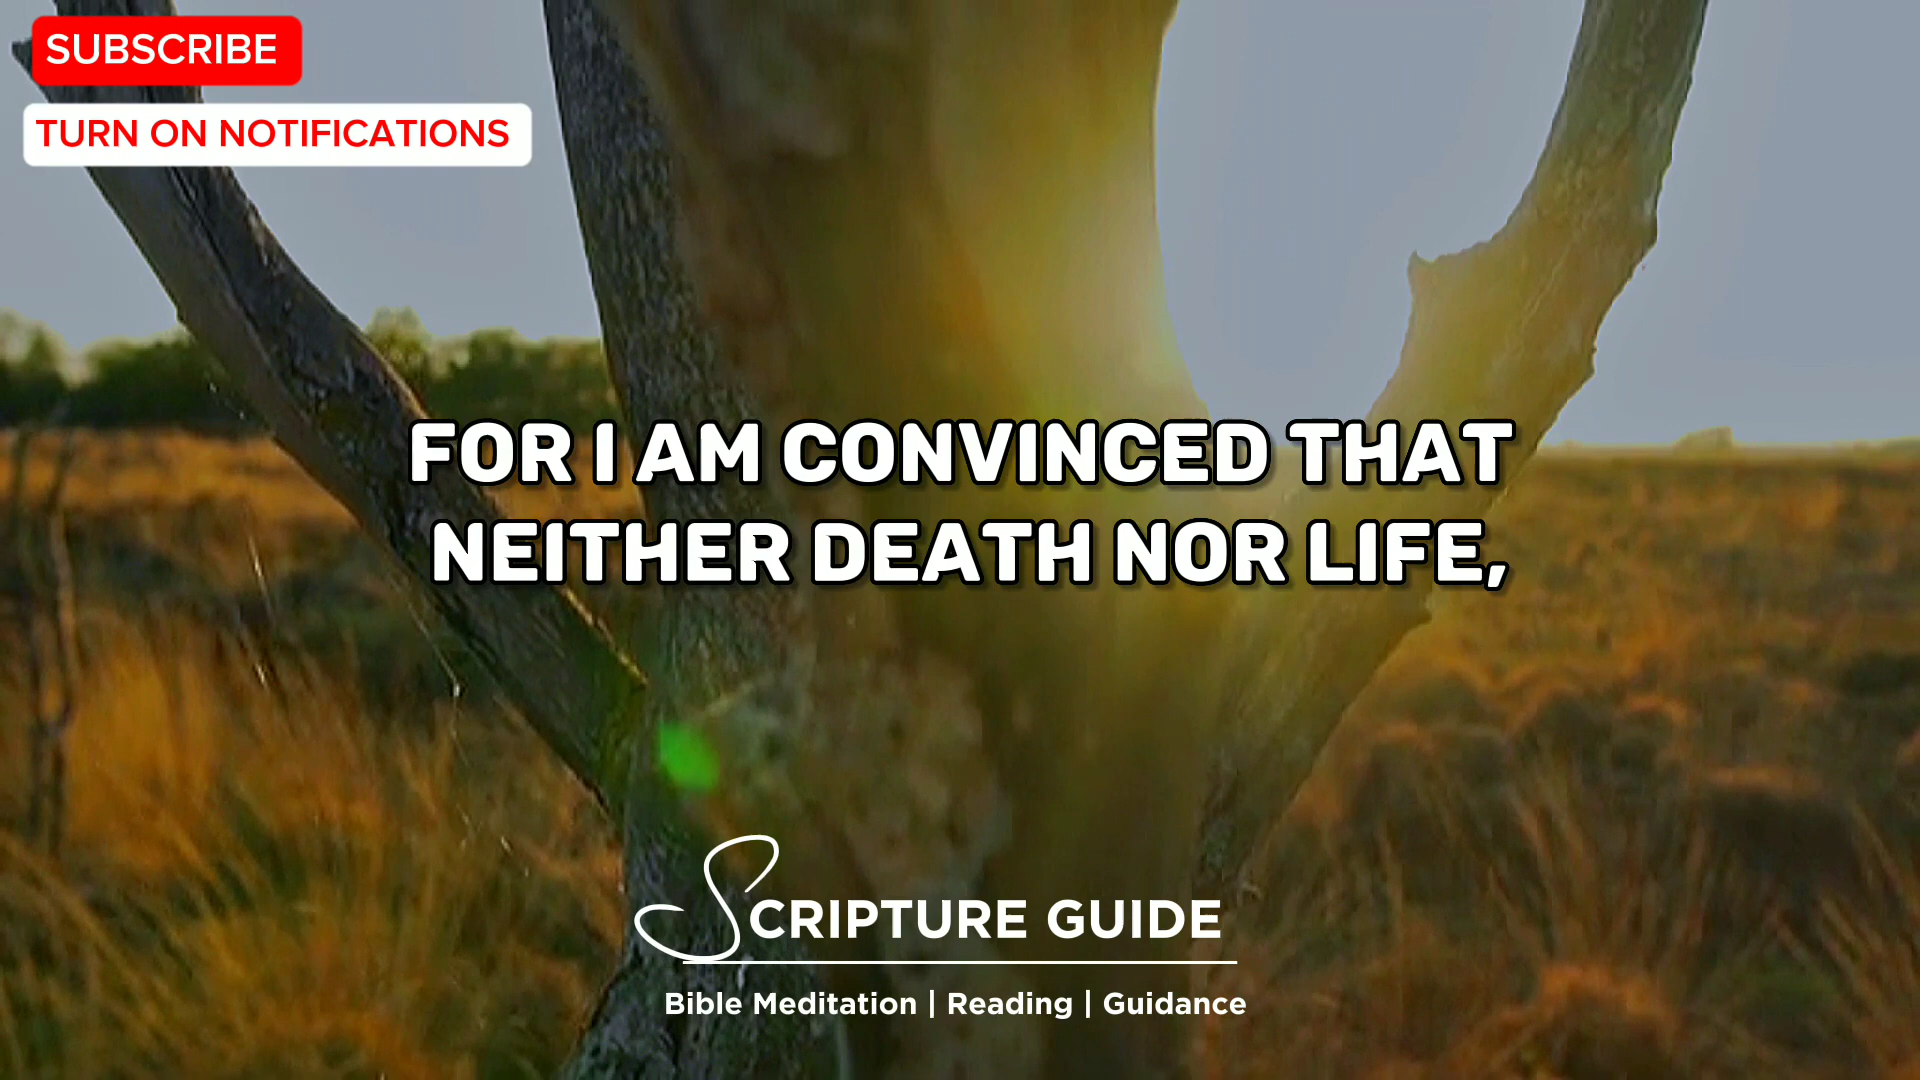 SUBSCRIBE
TURN ON NOTIFICATIONS
FOR I AM CONVINCED THAT
NEITHER DEATH NOR LIFE,
SCRIPTURE GUIDE
Bible Meditation | Reading | Guidance